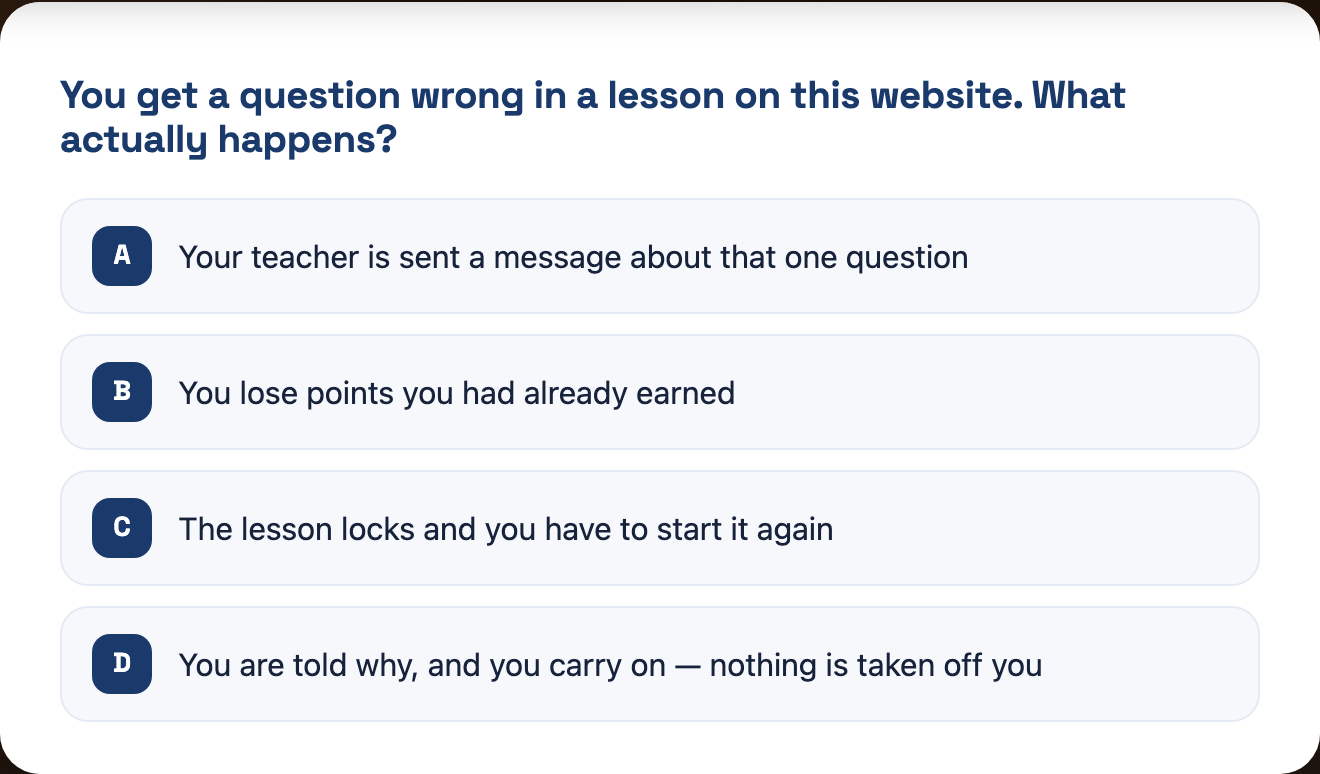 You get a question wrong in a lesson on this website. What
actually happens?
A Your teacher is sent a message about that one question
B You lose points you had already earned
C The lesson locks and you have to start it again
D You are told why, and you carry on — nothing is taken off you